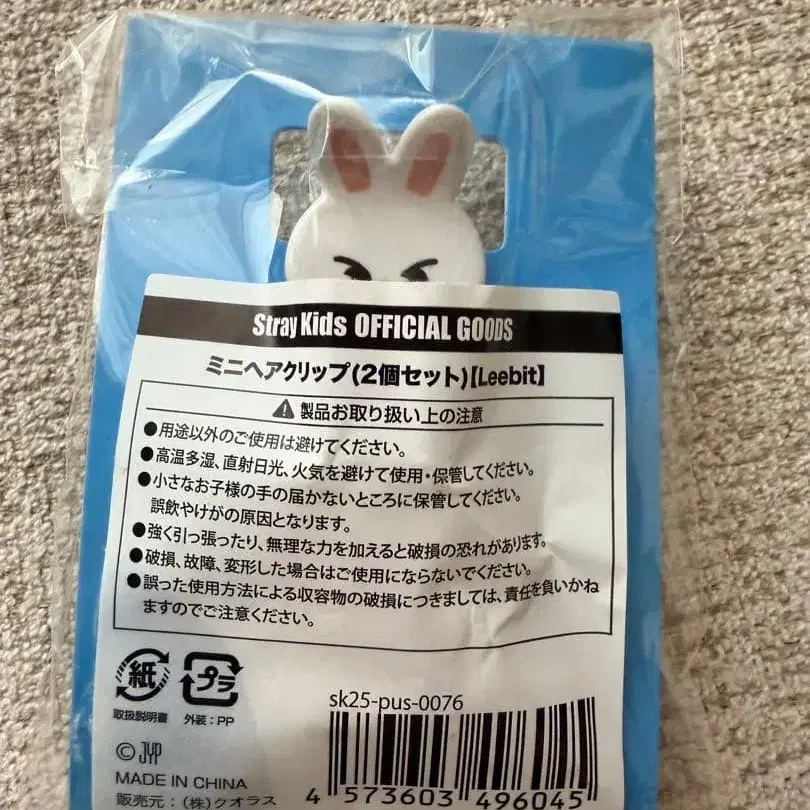 Stray Kids OFFICIAL GOODS
ミニヘアクリップ(2個セット)【Leebit】
製品お取り扱い上の注意
●用途以外のご使用は避けてください。
●高温多湿、直射日光、火気を避けて使用・保管してください。
●小さなお子様の手の届かないところに保管してください。
誤飲やけがの原因となります。
●強く引っ張ったり、無理な力を加えると破損の恐れがあります。
●破損、故障、変形した場合はご使用にならないでください。
●誤った使用方法による収容物の破損につきましては、責任を負いかね
ますのでご注意ください。
紙 プラ
取扱説明書 外装:PP
sk25-pus-0076
© JYP
MADE IN CHINA
販売元:(株)クオラス
4 573603 496045